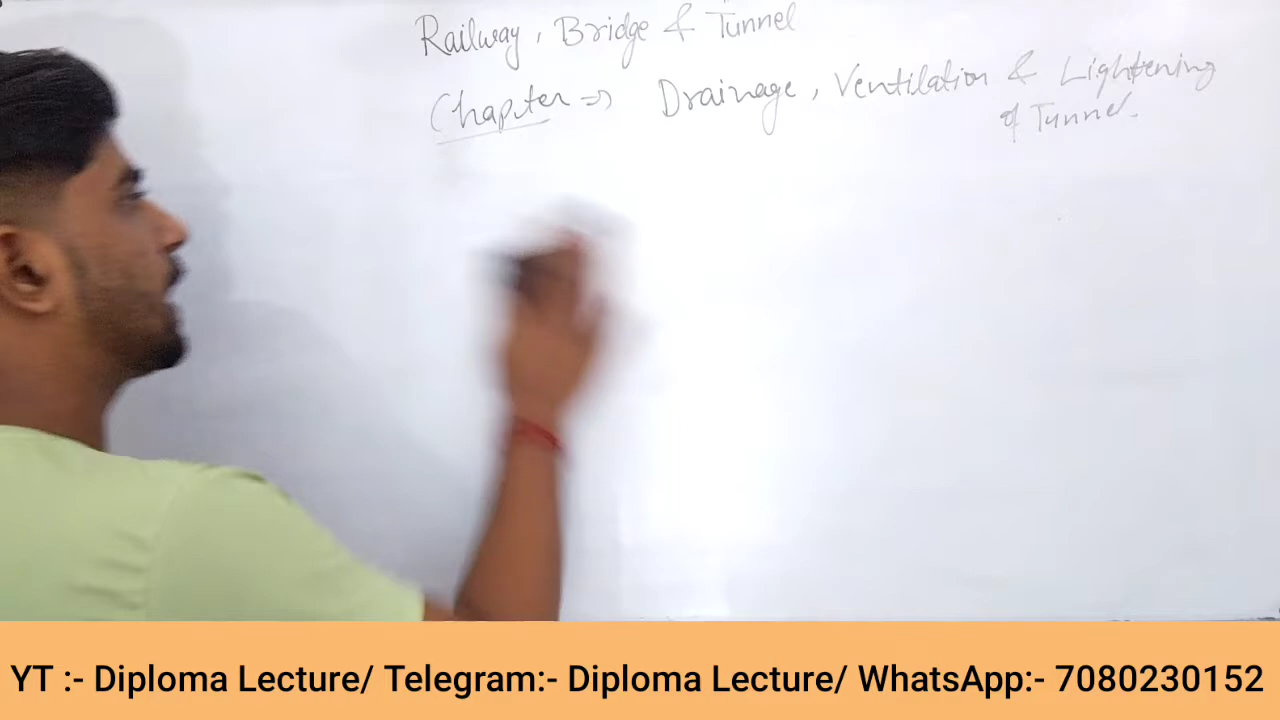 Railway, Bridge & Tunnel
Chapter => Drainage, Ventilation & Lightening
of Tunnel.
YT :- Diploma Lecture/ Telegram:- Diploma Lecture/ WhatsApp:- 7080230152